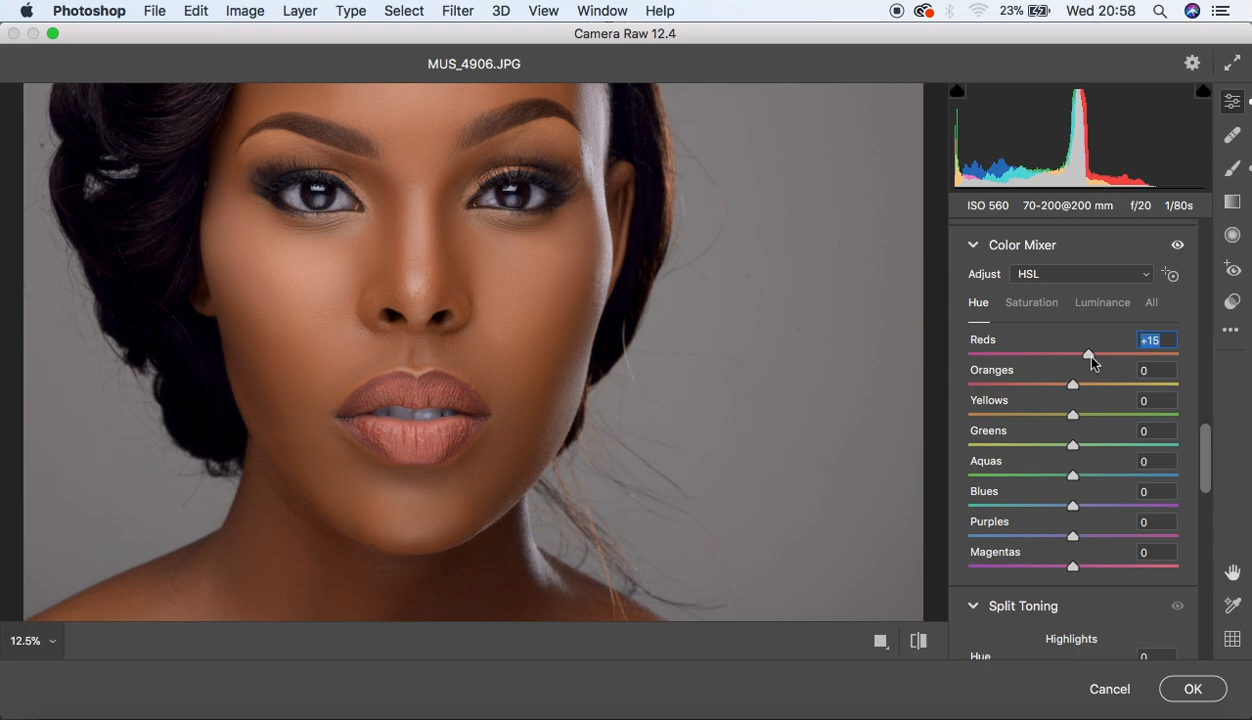 Photoshop File Edit Image Layer Type Select Filter 3D View Window Help 23% Wed 20:58
Camera Raw 12.4
MUS_4906.JPG
ISO 560 70-200@200 mm f/20 1/80s
Color Mixer
Adjust HSL
Hue Saturation Luminance All
Reds +15
Oranges 0
Yellows 0
Greens 0
Aquas 0
Blues 0
Purples 0
Magentas 0
Split Toning
Highlights
Hue 0
12.5%
Cancel OK